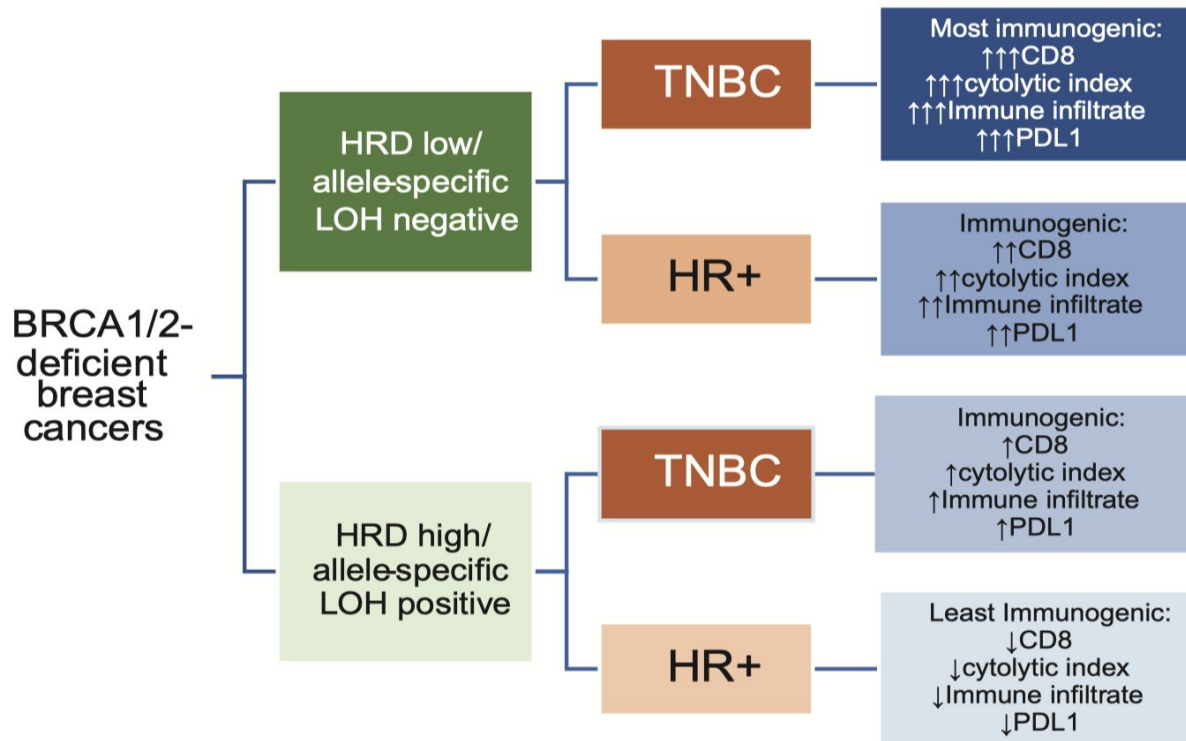 BRCA1/2-
deficient
breast
cancers
HRD low/
allele-specific
LOH negative
TNBC
Most immunogenic:
↑↑↑CD8
↑↑↑cytolytic index
↑↑↑Immune infiltrate
↑↑↑PDL1
HR+
Immunogenic:
↑↑CD8
↑↑cytolytic index
↑↑Immune infiltrate
↑↑PDL1
HRD high/
allele-specific
LOH positive
TNBC
Immunogenic:
↑CD8
↑cytolytic index
↑Immune infiltrate
↑PDL1
HR+
Least Immunogenic:
↓CD8
↓cytolytic index
↓Immune infiltrate
↓PDL1